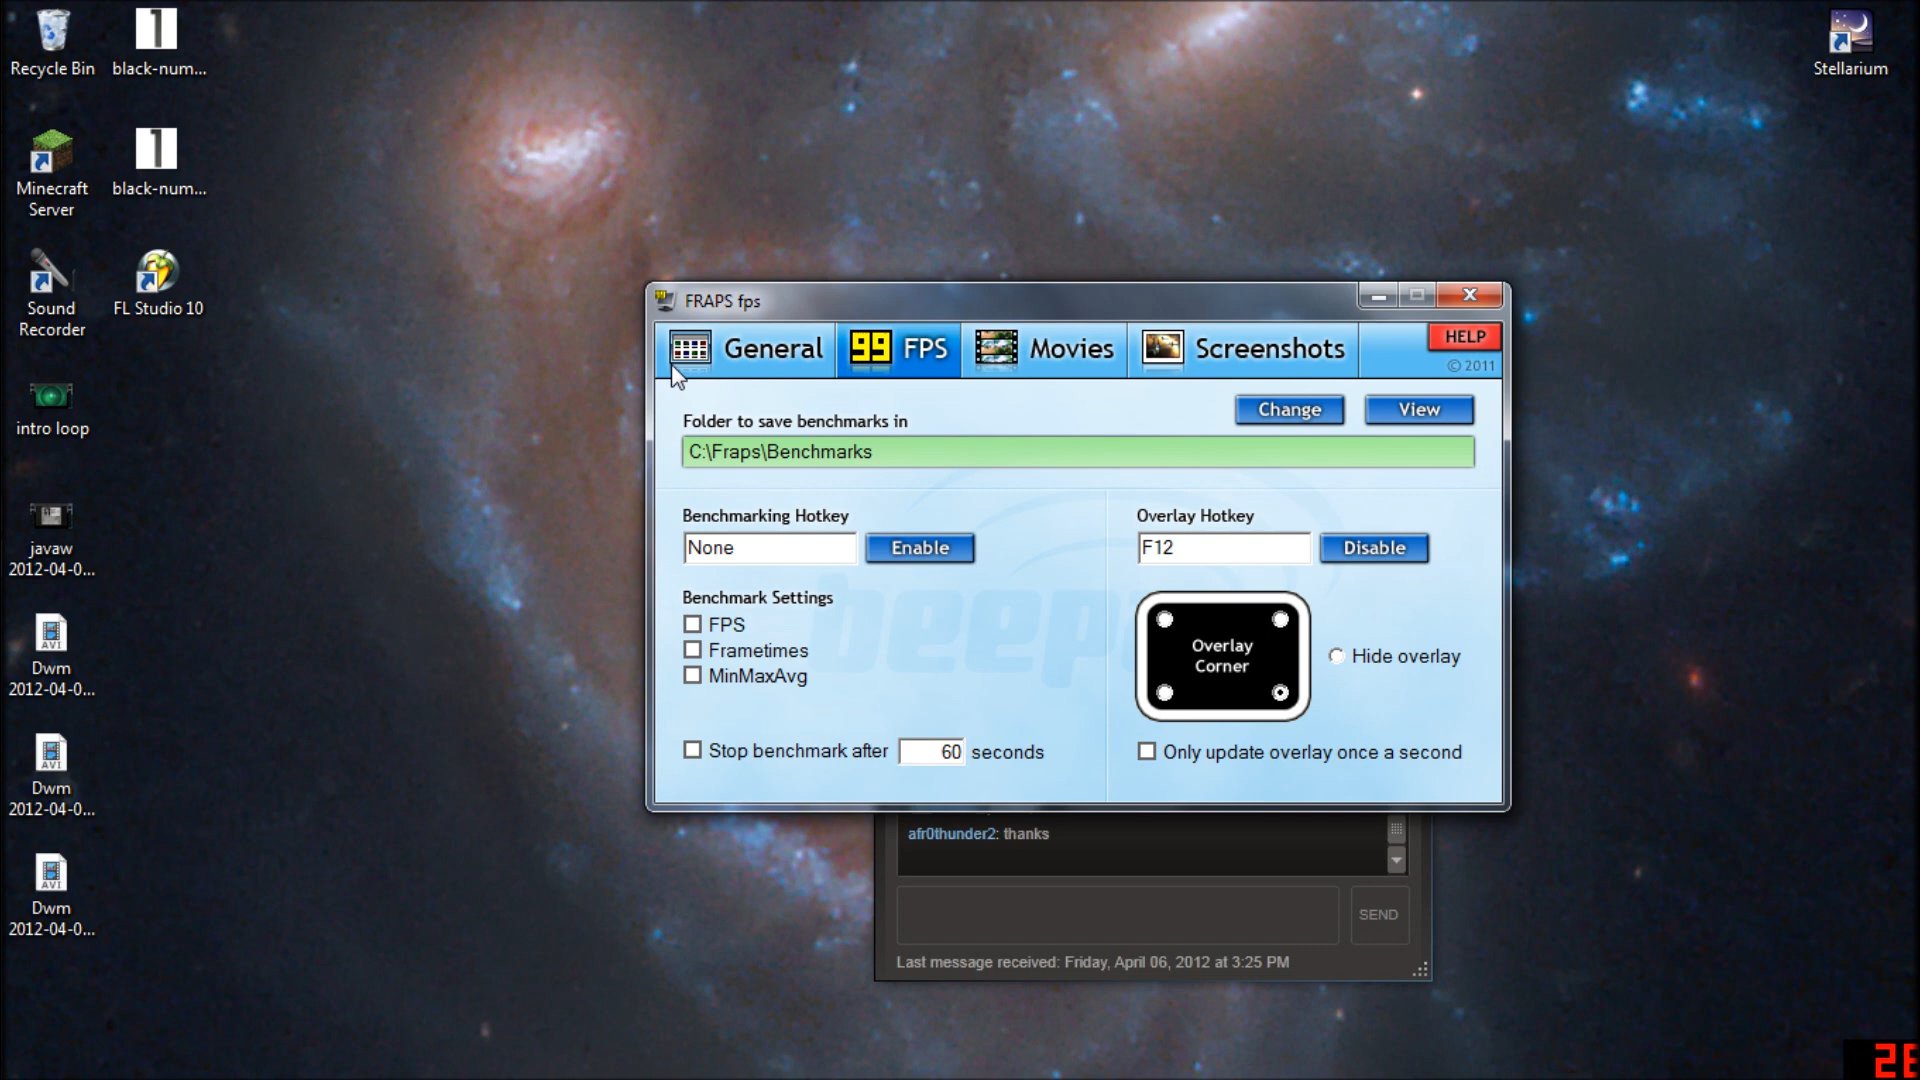 Recycle Bin
black-num...
Stellarium
Minecraft
Server
black-num...
Sound
Recorder
FL Studio 10
intro loop
javaw
2012-04-0...
AVI
Dwm
2012-04-0...
AVI
Dwm
2012-04-0...
AVI
Dwm
2012-04-0...
FRAPS fps
General
99 FPS
Movies
Screenshots
HELP
© 2011
Folder to save benchmarks in
Change
View
C:\Fraps\Benchmarks
Benchmarking Hotkey
None
Enable
Overlay Hotkey
F12
Disable
Benchmark Settings
FPS
Frametimes
MinMaxAvg
Stop benchmark after 60 seconds
beepa
Overlay
Corner
Hide overlay
Only update overlay once a second
afr0thunder2: thanks
SEND
Last message received: Friday, April 06, 2012 at 3:25 PM